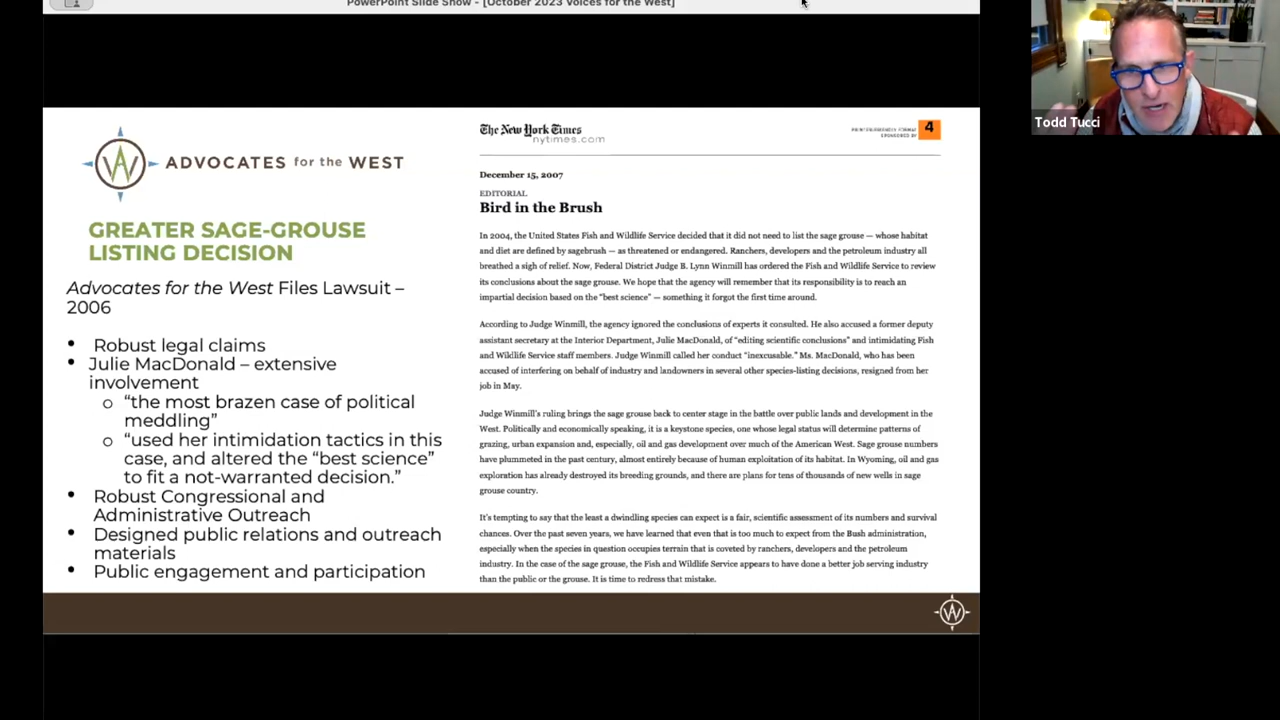 PowerPoint Slide Show - [October 2023 Voices for the West]
Todd Tucci
ADVOCATES for the WEST
GREATER SAGE-GROUSE
LISTING DECISION
Advocates for the West Files Lawsuit –
2006
• Robust legal claims
• Julie MacDonald – extensive
involvement
o “the most brazen case of political
meddling”
o “used her intimidation tactics in this
case, and altered the “best science”
to fit a not-warranted decision.”
• Robust Congressional and
Administrative Outreach
• Designed public relations and outreach
materials
• Public engagement and participation
The New York Times
nytimes.com
PRINTER-FRIENDLY FORMAT
SPONSORED BY
4
December 15, 2007
EDITORIAL
Bird in the Brush
In 2004, the United States Fish and Wildlife Service decided that it did not need to list the sage grouse — whose habitat
and diet are defined by sagebrush — as threatened or endangered. Ranchers, developers and the petroleum industry all
breathed a sigh of relief. Now, Federal District Judge B. Lynn Winmill has ordered the Fish and Wildlife Service to review
its conclusions about the sage grouse. We hope that the agency will remember that its responsibility is to reach an
impartial decision based on the “best science” — something it forgot the first time around.
According to Judge Winmill, the agency ignored the conclusions of experts it consulted. He also accused a former deputy
assistant secretary at the Interior Department, Julie MacDonald, of “editing scientific conclusions” and intimidating Fish
and Wildlife Service staff members. Judge Winmill called her conduct “inexcusable.” Ms. MacDonald, who has been
accused of interfering on behalf of industry and landowners in several other species-listing decisions, resigned from her
job in May.
Judge Winmill’s ruling brings the sage grouse back to center stage in the battle over public lands and development in the
West. Politically and economically speaking, it is a keystone species, one whose legal status will determine patterns of
grazing, urban expansion and, especially, oil and gas development over much of the American West. Sage grouse numbers
have plummeted in the past century, almost entirely because of human exploitation of its habitat. In Wyoming, oil and gas
exploration has already destroyed its breeding grounds, and there are plans for tens of thousands of new wells in sage
grouse country.
It’s tempting to say that the least a dwindling species can expect is a fair, scientific assessment of its numbers and survival
chances. Over the past seven years, we have learned that even that is too much to expect from the Bush administration,
especially when the species in question occupies terrain that is coveted by ranchers, developers and the petroleum
industry. In the case of the sage grouse, the Fish and Wildlife Service appears to have done a better job serving industry
than the public or the grouse. It is time to redress that mistake.